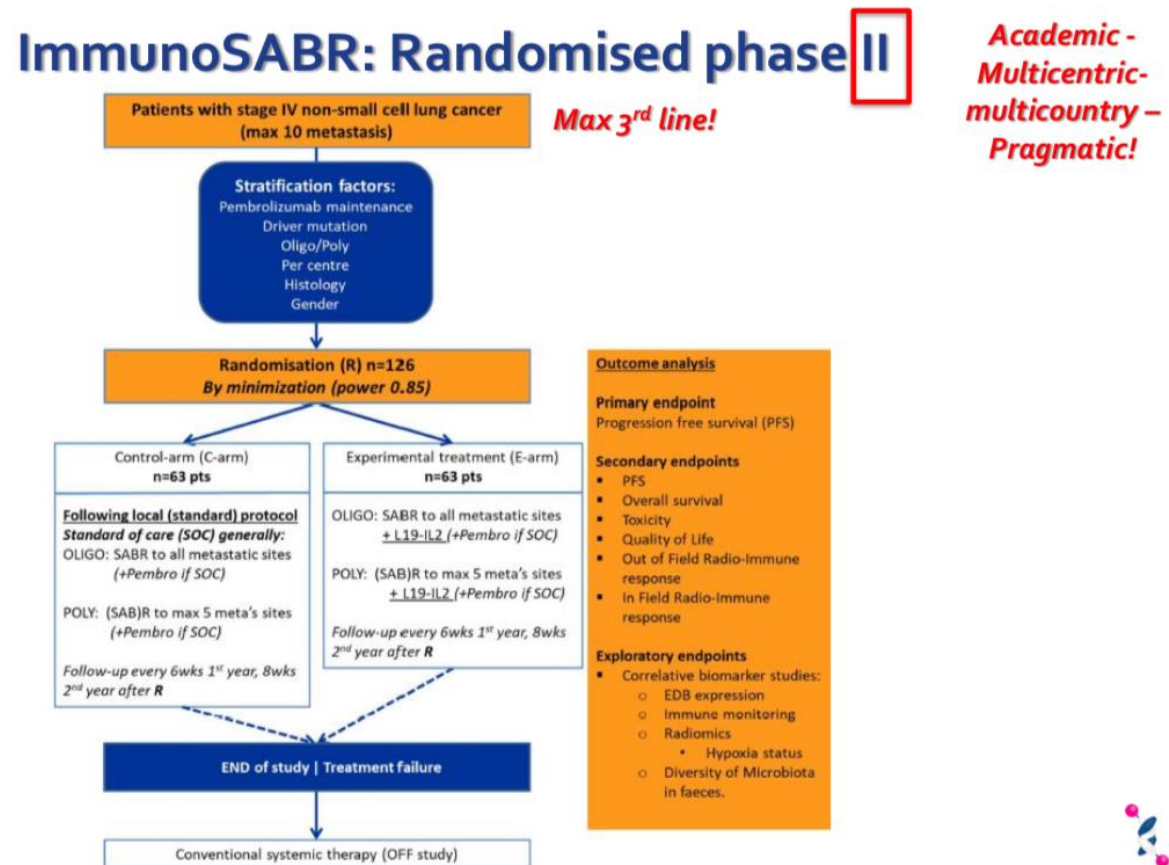 ImmunoSABR: Randomised phase II
Academic -
Multicentric-
multicountry –
Pragmatic!
Patients with stage IV non-small cell lung cancer
(max 10 metastasis)
Max 3rd line!
Stratification factors:
Pembrolizumab maintenance
Driver mutation
Oligo/Poly
Per centre
Histology
Gender
Randomisation (R) n=126
By minimization (power 0.85)
Control-arm (C-arm)
n=63 pts
Following local (standard) protocol
Standard of care (SOC) generally:
OLIGO: SABR to all metastatic sites
(+Pembro if SOC)
POLY: (SAB)R to max 5 meta's sites
(+Pembro if SOC)
Follow-up every 6wks 1st year, 8wks
2nd year after R
Experimental treatment (E-arm)
n=63 pts
OLIGO: SABR to all metastatic sites
+ L19-IL2 (+Pembro if SOC)
POLY: (SAB)R to max 5 meta's sites
+ L19-IL2 (+Pembro if SOC)
Follow-up every 6wks 1st year, 8wks
2nd year after R
Outcome analysis
Primary endpoint
Progression free survival (PFS)
Secondary endpoints
▪ PFS
▪ Overall survival
▪ Toxicity
▪ Quality of Life
▪ Out of Field Radio-Immune
response
▪ In Field Radio-Immune
response
Exploratory endpoints
▪ Correlative biomarker studies:
o EDB expression
o Immune monitoring
o Radiomics
• Hypoxia status
o Diversity of Microbiota
in faeces.
END of study | Treatment failure
Conventional systemic therapy (OFF study)